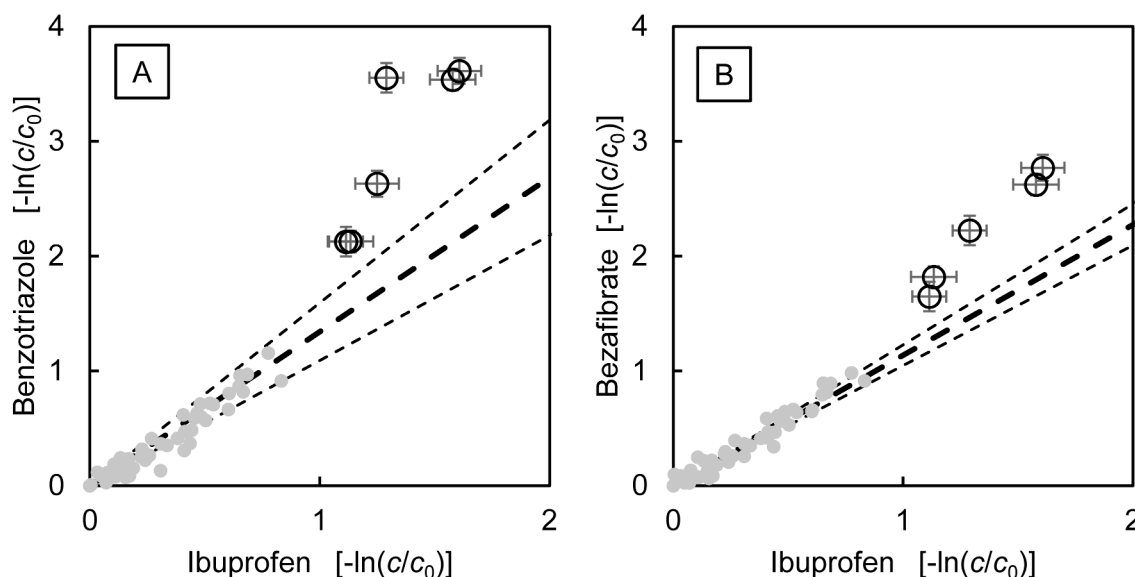 A
Benzotriazole [-ln(c/c0)]
4
3
2
1
0
0 1 2
Ibuprofen [-ln(c/c0)]
B
Bezafibrate [-ln(c/c0)]
4
3
2
1
0
0 1 2
Ibuprofen [-ln(c/c0)]